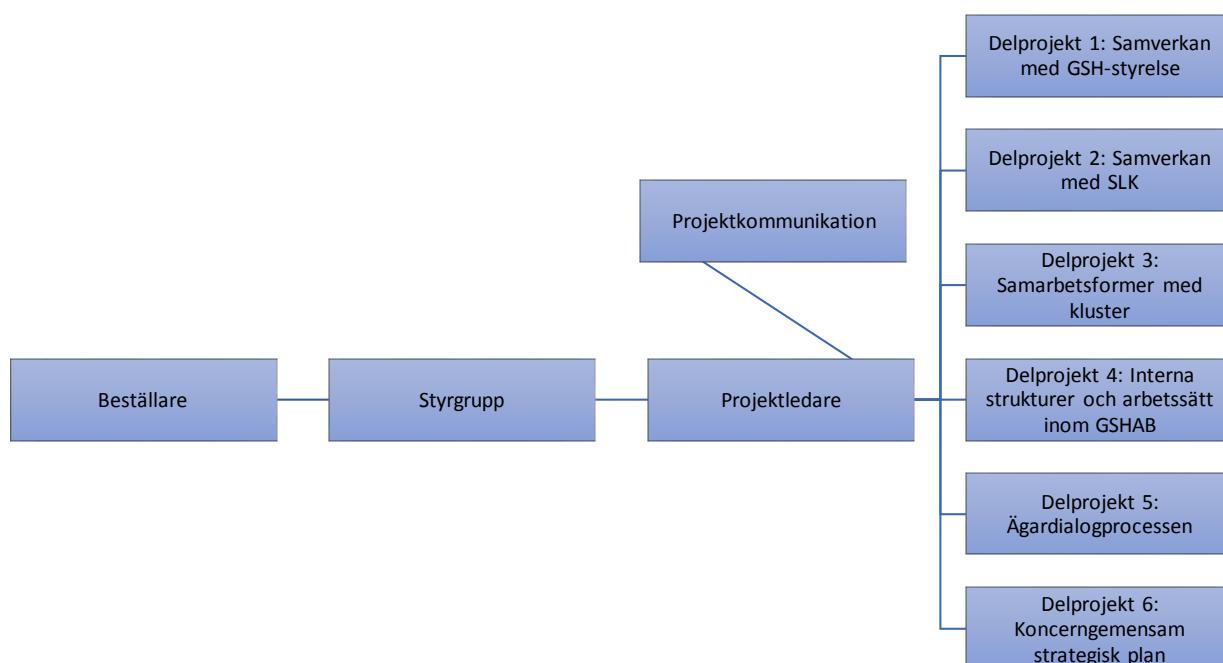 Beställare
Styrgrupp
Projektledare
Projektkommunikation
Delprojekt 1: Samverkan
med GSH-styrelse
Delprojekt 2: Samverkan
med SLK
Delprojekt 3:
Samarbetsformer med
kluster
Delprojekt 4: Interna
strukturer och arbetssätt
inom GSHAB
Delprojekt 5:
Ägardialogprocessen
Delprojekt 6:
Koncerngemensam
strategisk plan